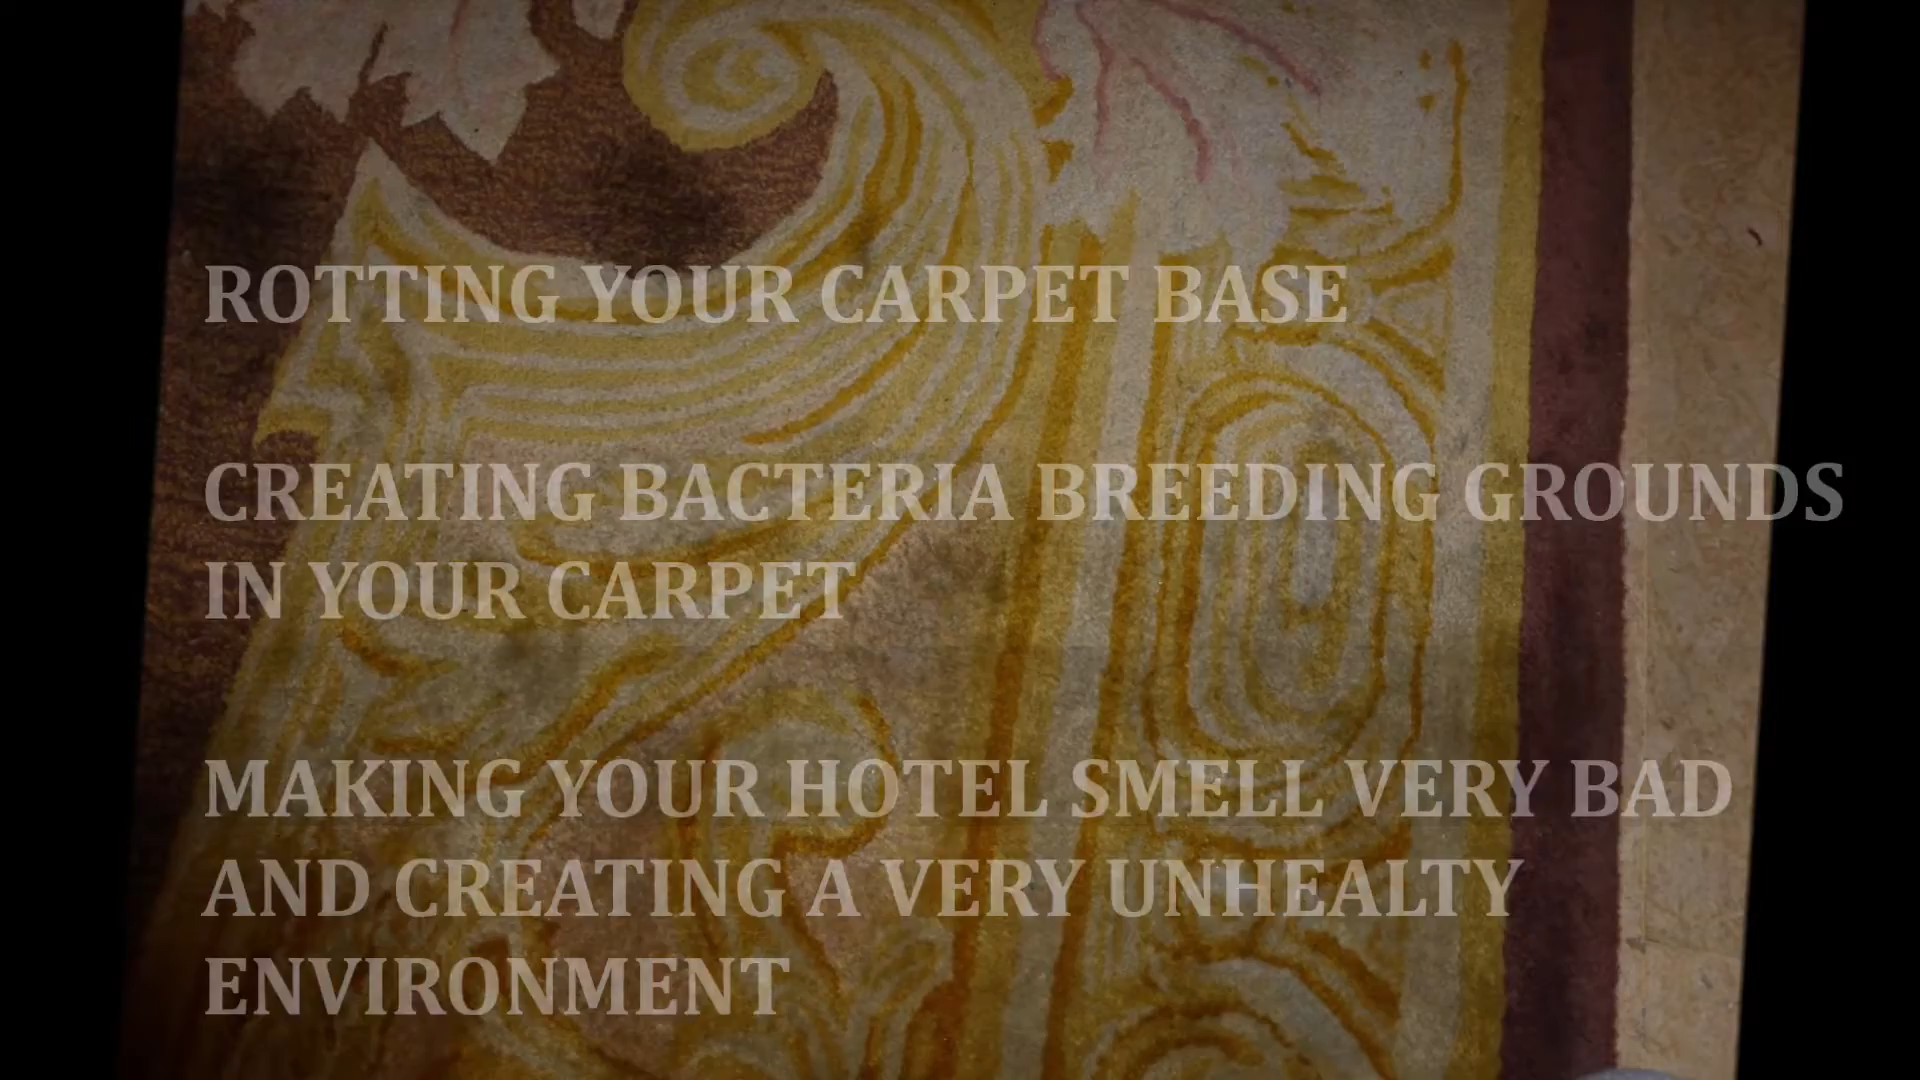 ROTTING YOUR CARPET BASE
CREATING BACTERIA BREEDING GROUNDS
IN YOUR CARPET
MAKING YOUR HOTEL SMELL VERY BAD
AND CREATING A VERY UNHEALTY
ENVIRONMENT